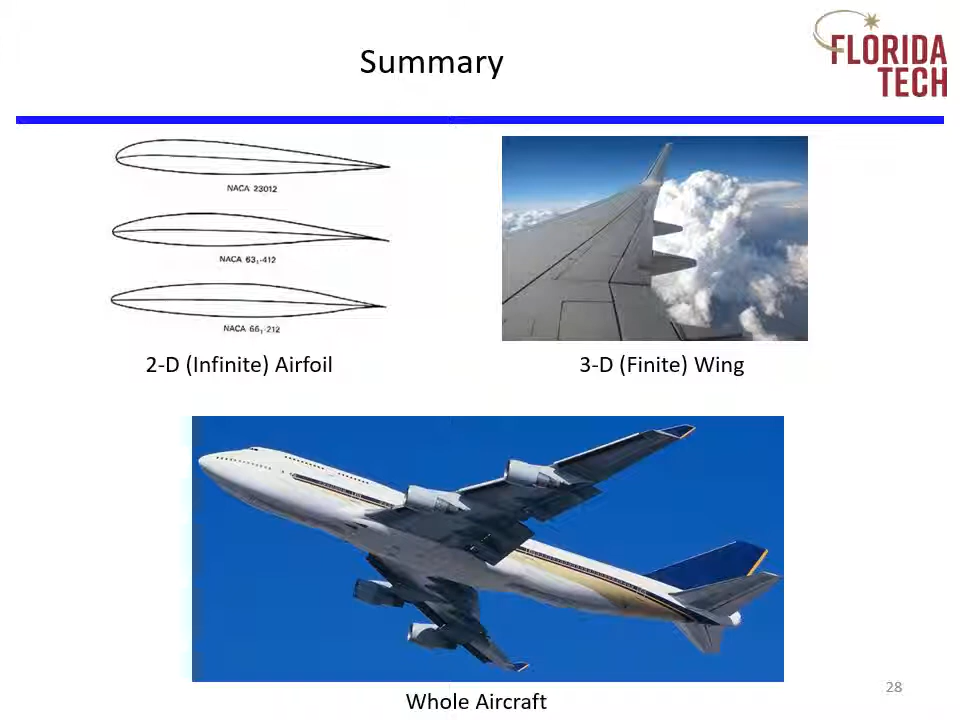 Summary
FLORIDA
TECH
NACA 23012
NACA 63₁-412
NACA 66₁-212
2-D (Infinite) Airfoil
3-D (Finite) Wing
Whole Aircraft
28